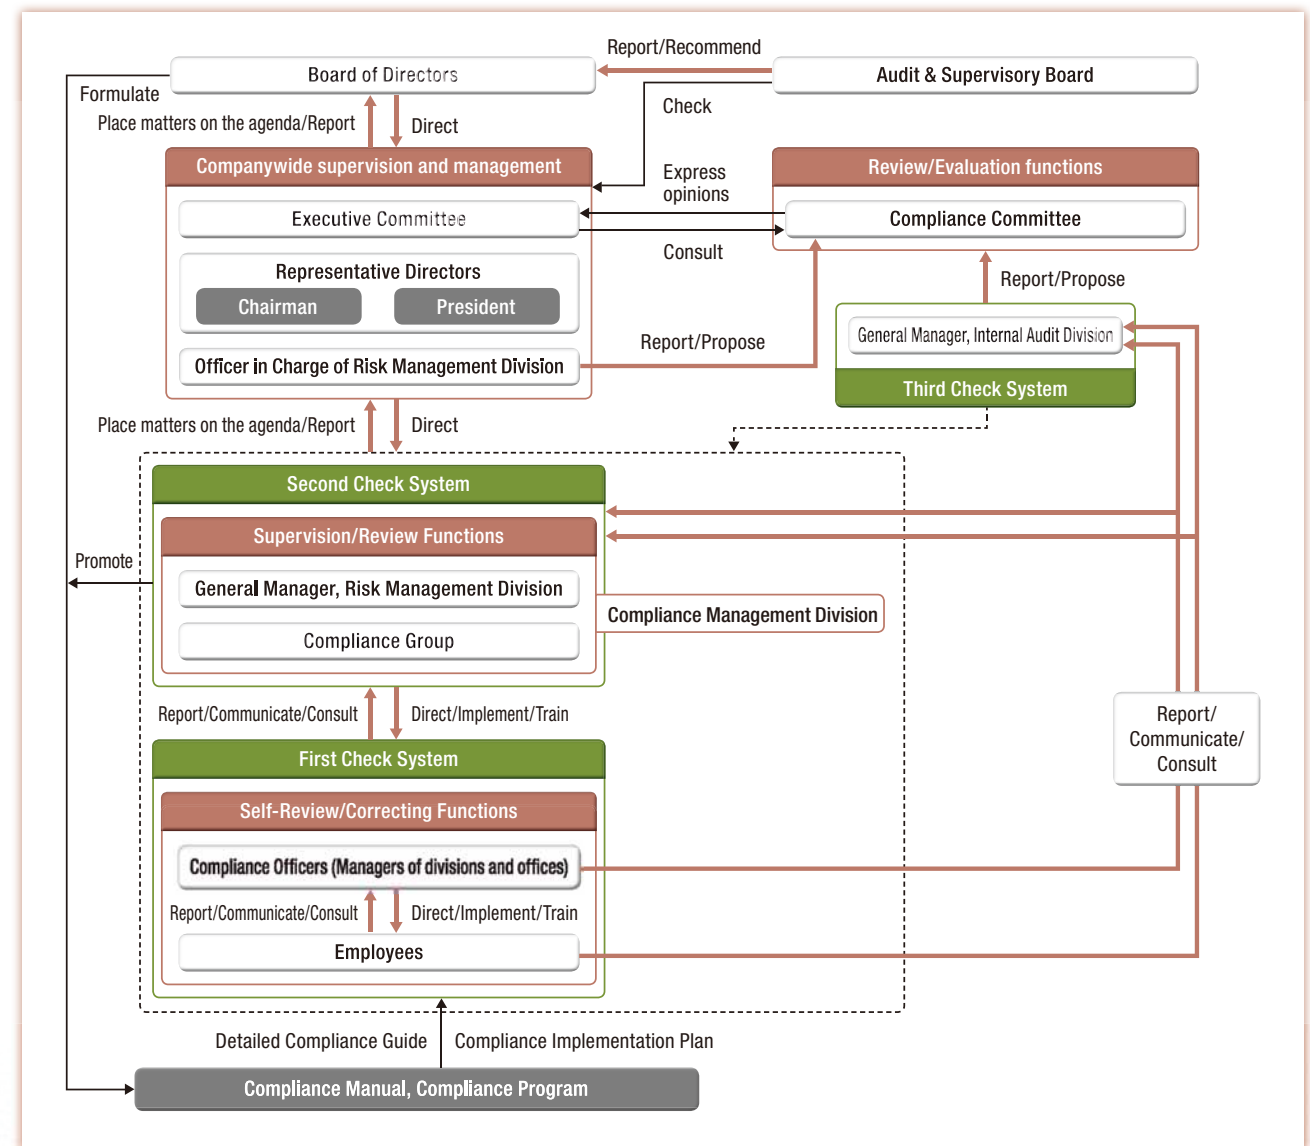 Report/Recommend
Board of Directors
Audit & Supervisory Board
Formulate
Check
Place matters on the agenda/Report
Direct
Companywide supervision and management
Review/Evaluation functions
Express
opinions
Executive Committee
Compliance Committee
Consult
Representative Directors
Report/Propose
Chairman
President
General Manager, Internal Audit Division
Report/Propose
Officer in Charge of Risk Management Division
Third Check System
Place matters on the agenda/Report
Direct
Second Check System
Supervision/Review Functions
Promote
General Manager, Risk Management Division
Compliance Management Division
Compliance Group
Report/Communicate/Consult
Direct/Implement/Train
Report/
Communicate/
Consult
First Check System
Self-Review/Correcting Functions
Compliance Officers (Managers of divisions and offices)
Report/Communicate/Consult
Direct/Implement/Train
Employees
Detailed Compliance Guide
Compliance Implementation Plan
Compliance Manual, Compliance Program